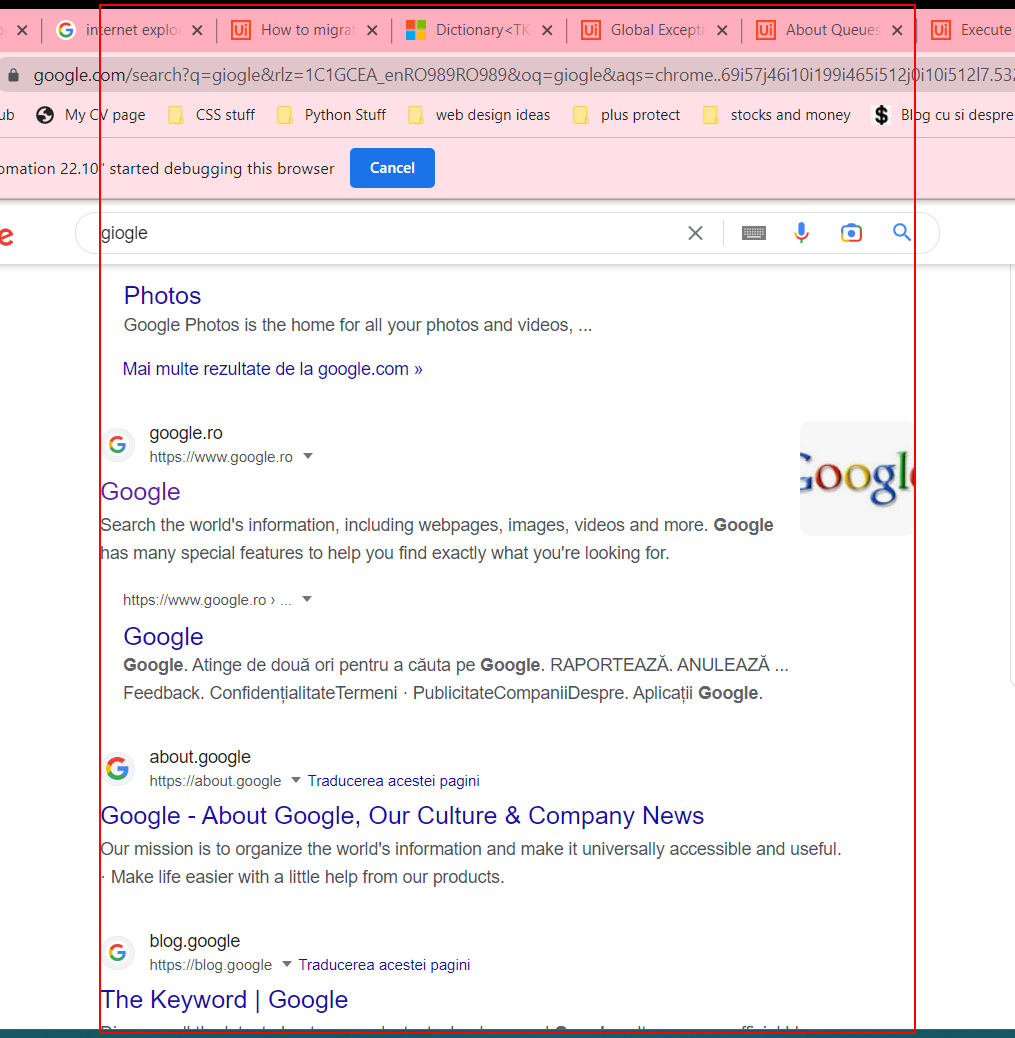 internet explo
How to migrat
Dictionary<TK
Global Excepti
About Queues
Execute
google.com/search?q=giogle&rlz=1C1GCEA_enRO989RO989&oq=giogle&aqs=chrome..69i57j46i10i199i465i512j0i10i512l7.532
ub My CV page CSS stuff Python Stuff web design ideas plus protect stocks and money $ Blog cu si despre
omation 22.10" started debugging this browser Cancel
e giogle
Photos
Google Photos is the home for all your photos and videos, ...
Mai multe rezultate de la google.com »
google.ro
https://www.google.ro
Google
Google
Search the world's information, including webpages, images, videos and more. Google
has many special features to help you find exactly what you're looking for.
https://www.google.ro › ...
Google
Google. Atinge de două ori pentru a căuta pe Google. RAPORTEAZĂ. ANULEAZĂ ...
Feedback. ConfidențialitateTermeni · PublicitateCompaniiDespre. Aplicații Google.
about.google
https://about.google Traducerea acestei pagini
Google - About Google, Our Culture & Company News
Our mission is to organize the world's information and make it universally accessible and useful.
· Make life easier with a little help from our products.
blog.google
https://blog.google Traducerea acestei pagini
The Keyword | Google